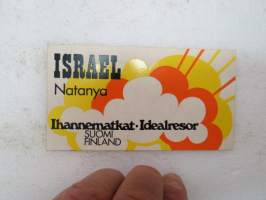 ISRAEL
Natanya
Ihannematkat · Idealresor
SUOMI
FINLAND